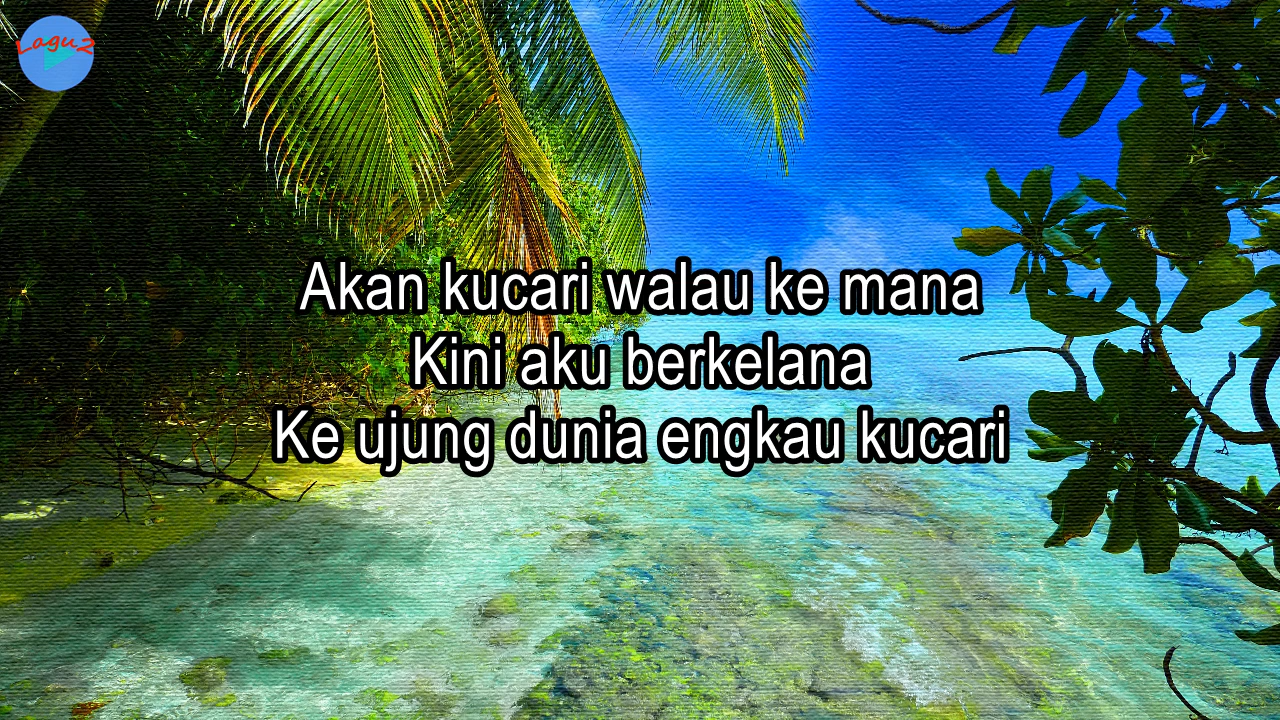 Lagu2
Akan kucari walau ke mana
Kini aku berkelana
Ke ujung dunia engkau kucari